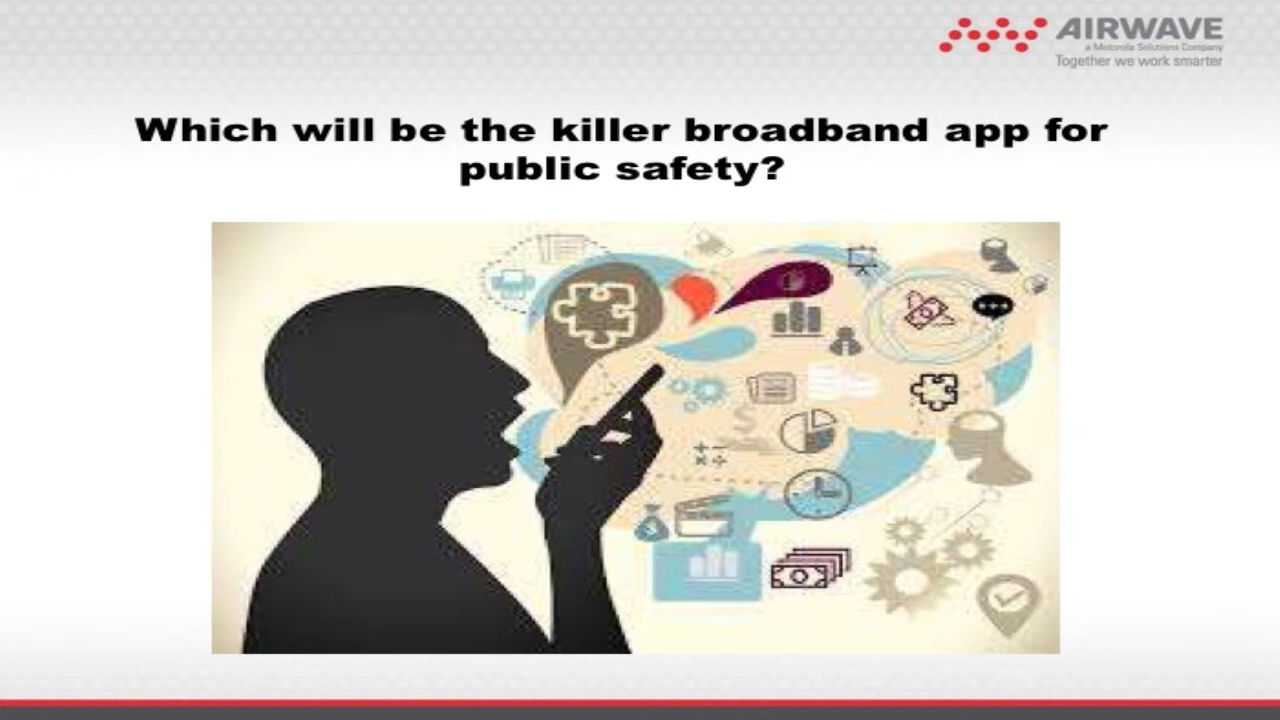 AIRWAVE
a Motorola Solutions Company
Together we work smarter
Which will be the killer broadband app for
public safety?